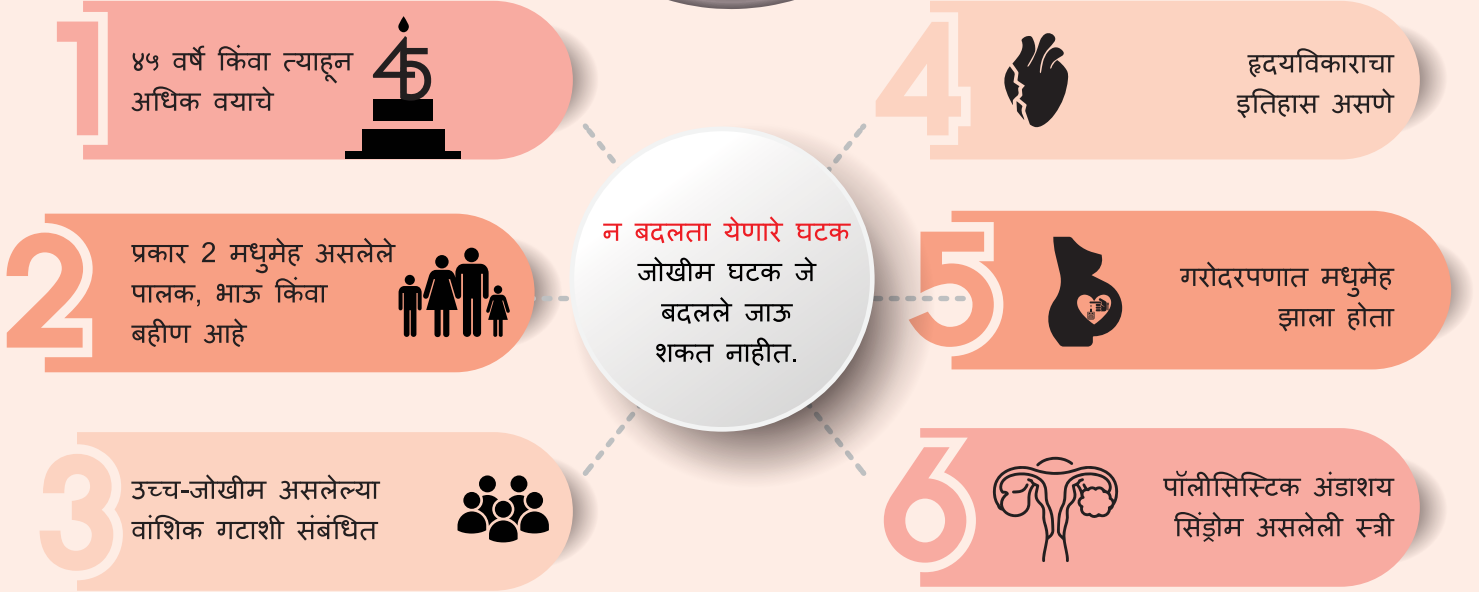 1
४५ वर्षे किंवा त्याहून
अधिक वयाचे
45
2
प्रकार 2 मधुमेह असलेले
पालक, भाऊ किंवा
बहीण आहे
3
उच्च-जोखीम असलेल्या
वांशिक गटाशी संबंधित
न बदलता येणारे घटक
जोखीम घटक जे
बदलले जाऊ
शकत नाहीत.
4
हृदयविकाराचा
इतिहास असणे
5
गरोदरपणात मधुमेह
झाला होता
6
पॉलीसिस्टिक अंडाशय
सिंड्रोम असलेली स्त्री